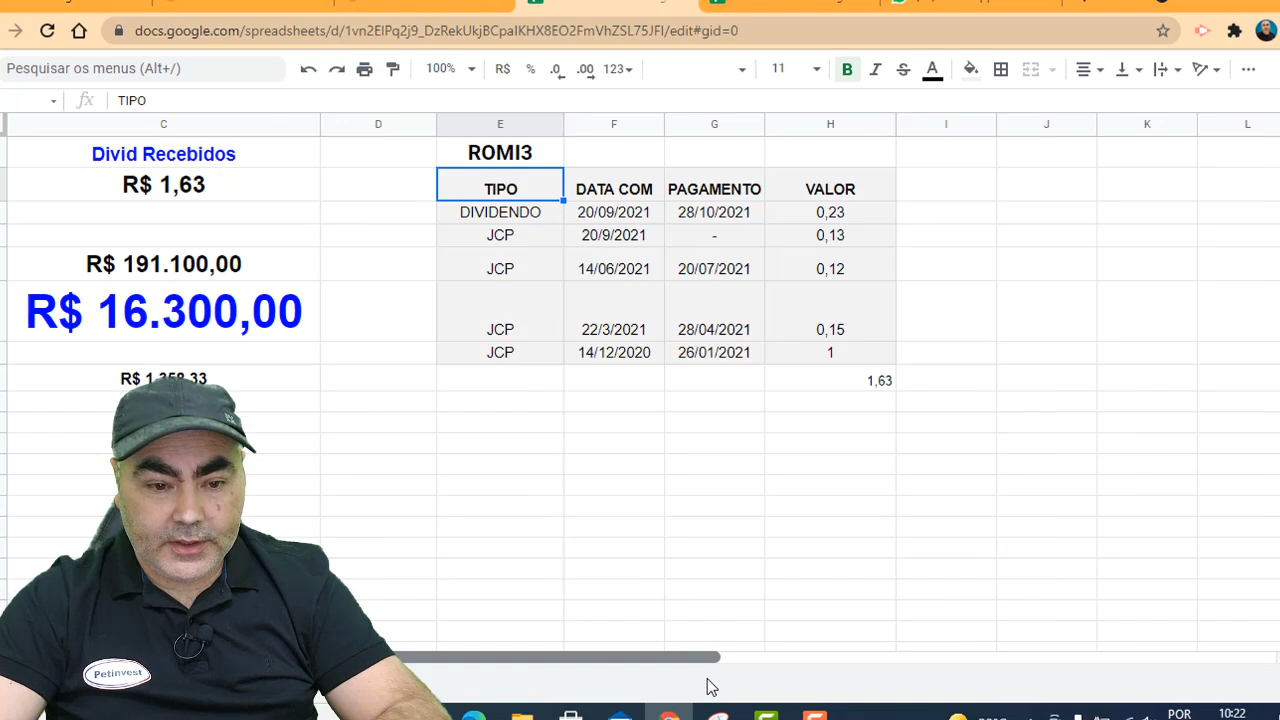 docs.google.com/spreadsheets/d/1vn2ElPq2j9_DzRekUkjBCpaIKHX8EO2FmVhZSL75JFI/edit#gid=0
Pesquisar os menus (Alt+/) 100% R$ % .0 .00 123 11 B I S A
fx TIPO
C D E F G H I J K L
Divid Recebidos ROMI3
R$ 1,63 TIPO DATA COM PAGAMENTO VALOR
DIVIDENDO 20/09/2021 28/10/2021 0,23
JCP 20/9/2021 - 0,13
R$ 191.100,00 JCP 14/06/2021 20/07/2021 0,12
R$ 16.300,00 JCP 22/3/2021 28/04/2021 0,15
JCP 14/12/2020 26/01/2021 1
R$ 1.358,33 1,63
Petinvest
POR 10:22